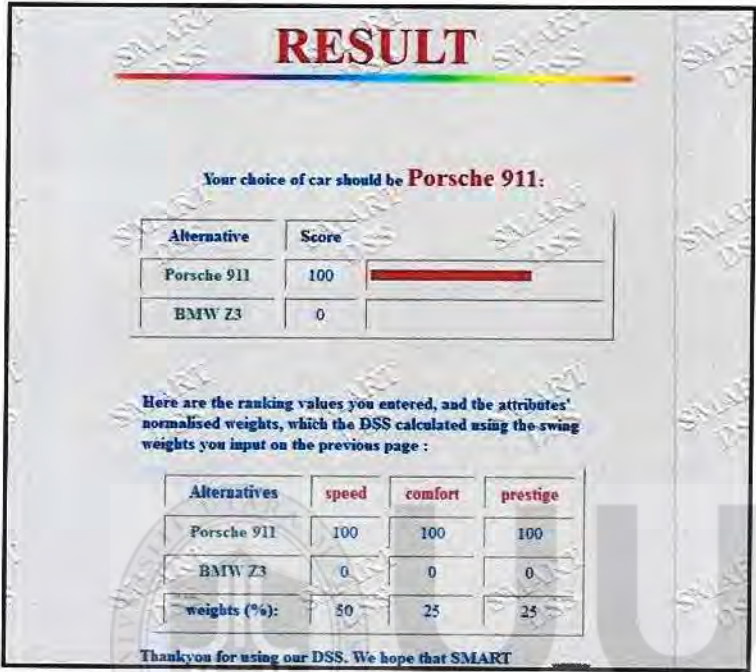 RESULT
Your choice of car should be Porsche 911:
Alternative Score
Porsche 911 100
BMW Z3 0
Here are the ranking values you entered, and the attributes'
normalised weights, which the DSS calculated using the swing
weights you input on the previous page :
Alternatives speed comfort prestige
Porsche 911 100 100 100
BMW Z3 0 0 0
weights (%): 50 25 25
Thankyou for using our DSS. We hope that SMART